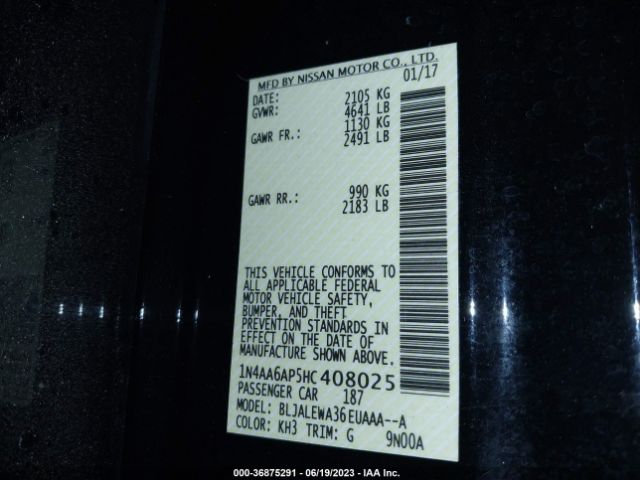 MFD BY NISSAN MOTOR CO., LTD.
DATE: 01/17
GVWR: 2105 KG
4641 LB
GAWR FR.: 1130 KG
2491 LB
GAWR RR.: 990 KG
2183 LB
THIS VEHICLE CONFORMS TO
ALL APPLICABLE FEDERAL
MOTOR VEHICLE SAFETY,
BUMPER, AND THEFT
PREVENTION STANDARDS IN
EFFECT ON THE DATE OF
MANUFACTURE SHOWN ABOVE.
1N4AA6AP5HC408025
PASSENGER CAR 187
MODEL: BLJALEWA36EUAAA--A
COLOR: KH3 TRIM: G 9N00A
000-36875291 - 06/19/2023 - IAA Inc.